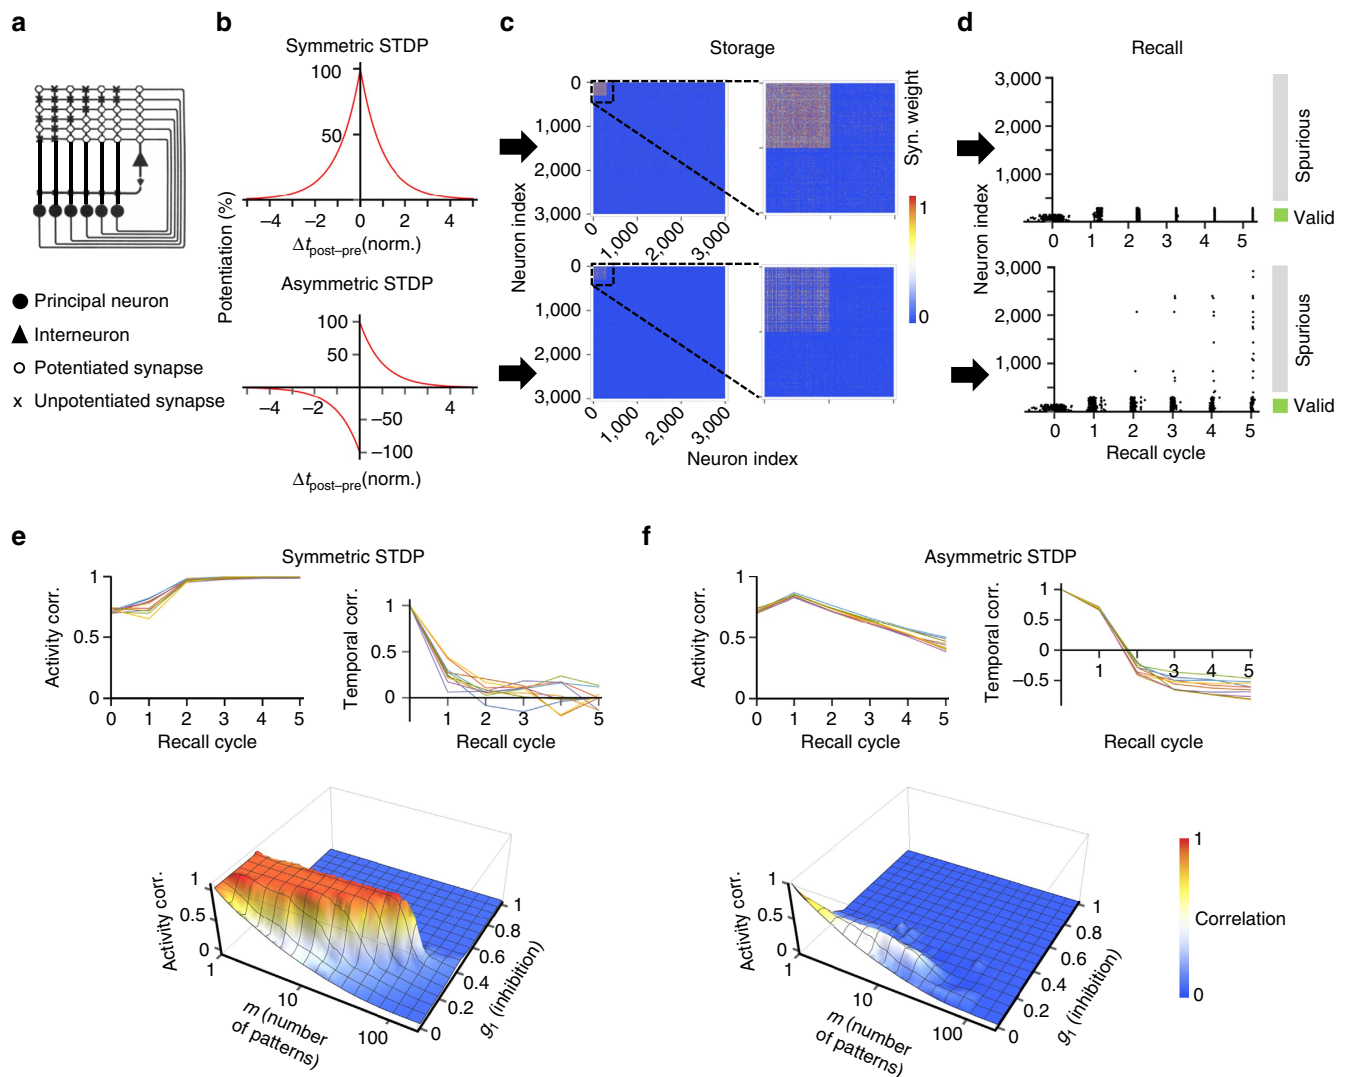 a
b
c
d
Symmetric STDP
Storage
Recall
100
50
−4
−2
0
2
4
Δt post–pre (norm.)
Potentiation (%)
Asymmetric STDP
100
50
−4
−2
4
−50
−100
Δt post–pre (norm.)
Principal neuron
Interneuron
Potentiated synapse
Unpotentiated synapse
0
1,000
2,000
3,000
0
1,000
2,000
3,000
Neuron index
Syn. weight
1
0
0
1,000
2,000
3,000
0
1,000
2,000
3,000
Neuron index
3,000
2,000
1,000
0
1
2
3
4
5
Spurious
Valid
Neuron index
3,000
2,000
1,000
0
1
2
3
4
5
Recall cycle
Spurious
Valid
e
Symmetric STDP
Activity corr.
1
0.5
0
0
1
2
3
4
5
Recall cycle
Temporal corr.
1
0.5
0
1
2
3
4
5
Recall cycle
Activity corr.
1
0.5
0
1
10
100
m (number
of patterns)
0
0.2
0.4
0.6
0.8
1
g1 (inhibition)
f
Asymmetric STDP
Activity corr.
1
0.5
0
0
1
2
3
4
5
Recall cycle
Temporal corr.
1
0.5
0
−0.5
1
2
3
4
5
Recall cycle
Activity corr.
1
0.5
0
1
10
100
m (number
of patterns)
0
0.2
0.4
0.6
0.8
1
g1 (inhibition)
1
Correlation
0